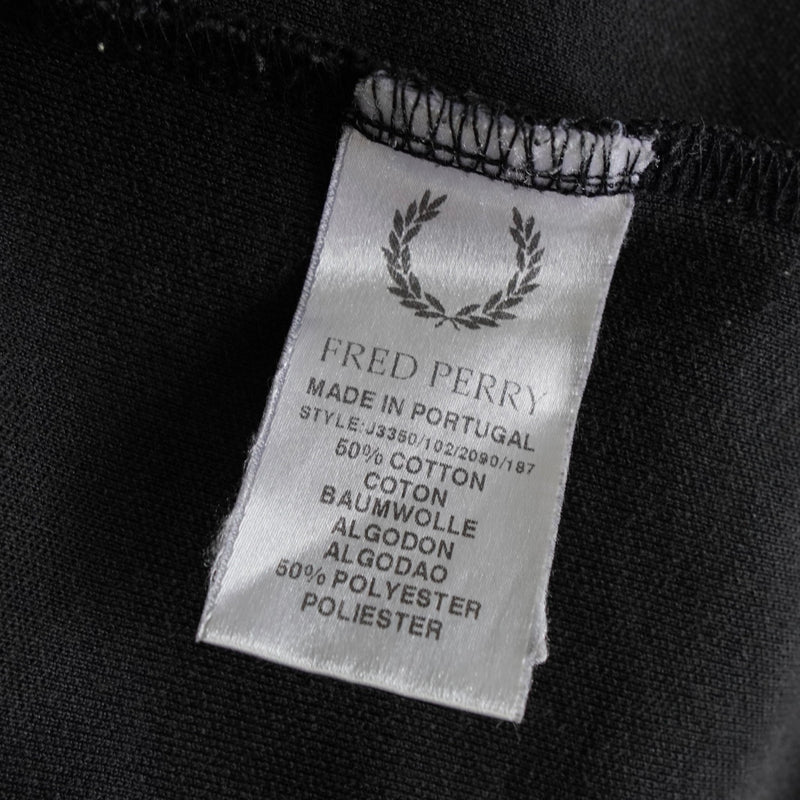 FRED PERRY
MADE IN PORTUGAL
STYLE:J3350/102/2090/187
50% COTTON
COTON
BAUMWOLLE
ALGODON
ALGODAO
50% POLYESTER
POLIESTER